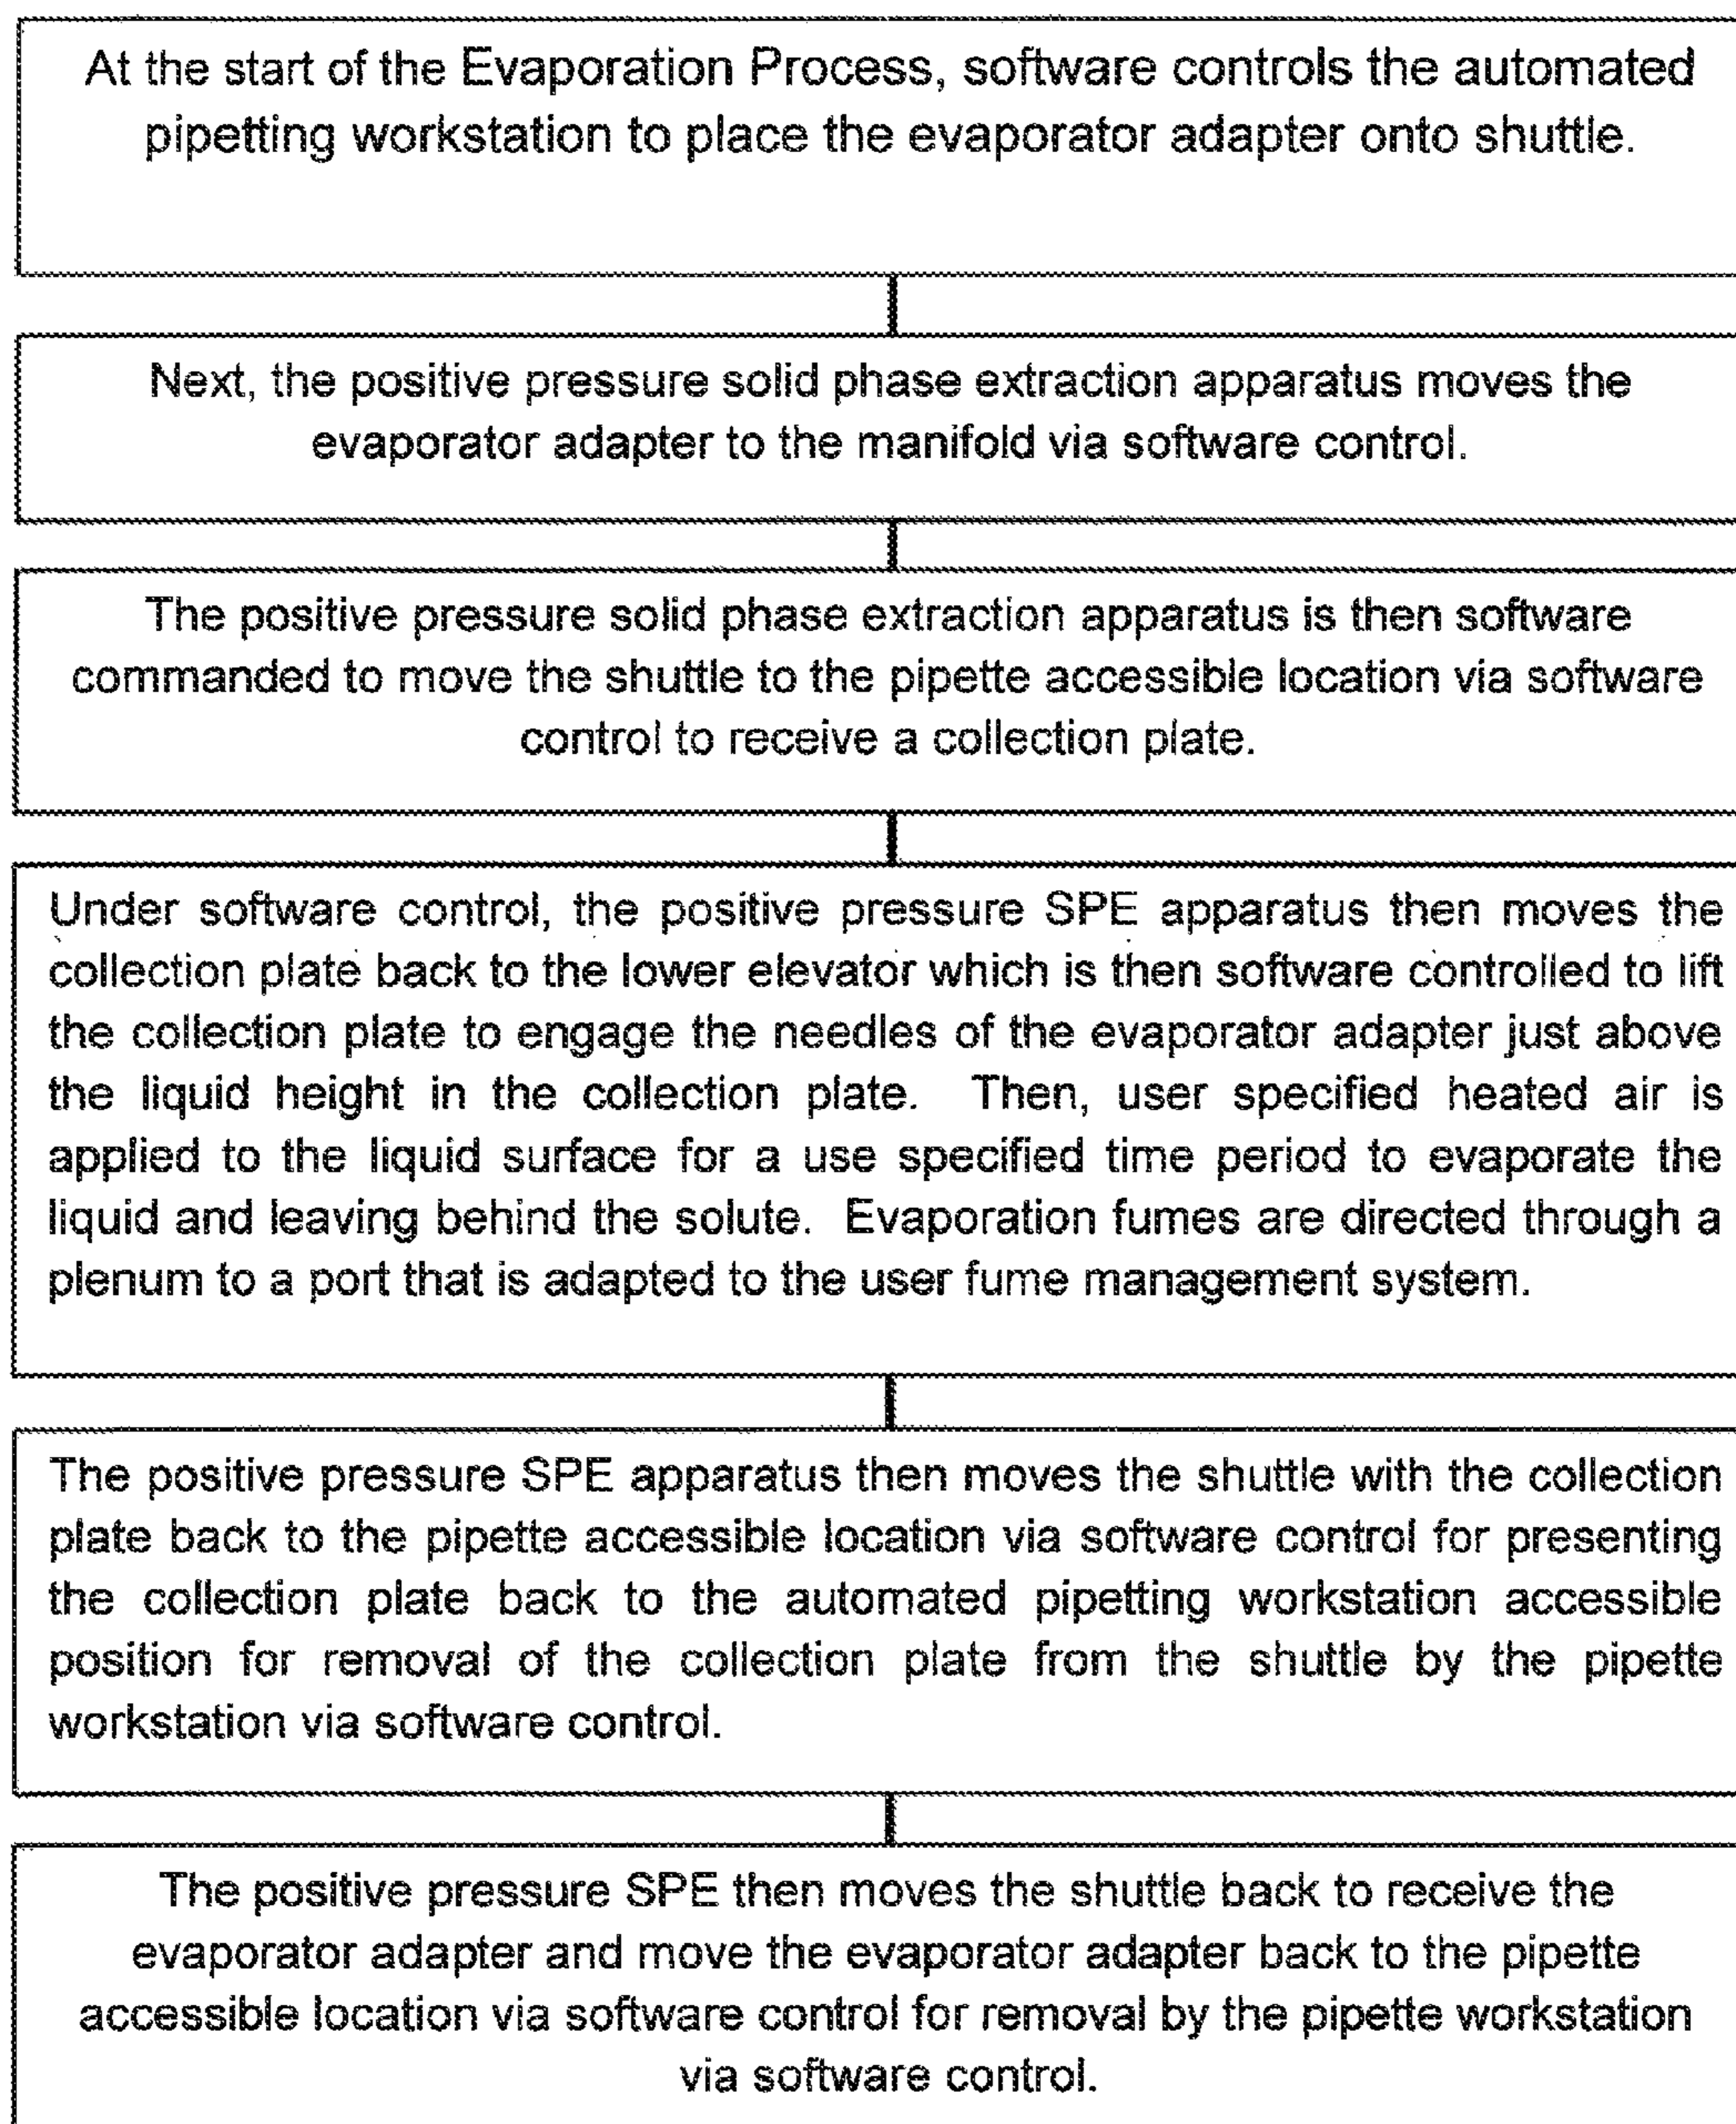 At the start of the Evaporation Process, software controls the automated
pipetting workstation to place the evaporator adapter onto shuttle.
Next, the positive pressure solid phase extraction apparatus moves the
evaporator adapter to the manifold via software control.
The positive pressure solid phase extraction apparatus is then software
commanded to move the shuttle to the pipette accessible location via software
control to receive a collection plate.
Under software control, the positive pressure SPE apparatus then moves the
collection plate back to the lower elevator which is then software controlled to lift
the collection plate to engage the needles of the evaporator adapter just above
the liquid height in the collection plate. Then, user specified heated air is
applied to the liquid surface for a use specified time period to evaporate the
liquid and leaving behind the solute. Evaporation fumes are directed through a
plenum to a port that is adapted to the user fume management system.
The positive pressure SPE apparatus then moves the shuttle with the collection
plate back to the pipette accessible location via software control for presenting
the collection plate back to the automated pipetting workstation accessible
position for removal of the collection plate from the shuttle by the pipette
workstation via software control.
The positive pressure SPE then moves the shuttle back to receive the
evaporator adapter and move the evaporator adapter back to the pipette
accessible location via software control for removal by the pipette workstation
via software control.